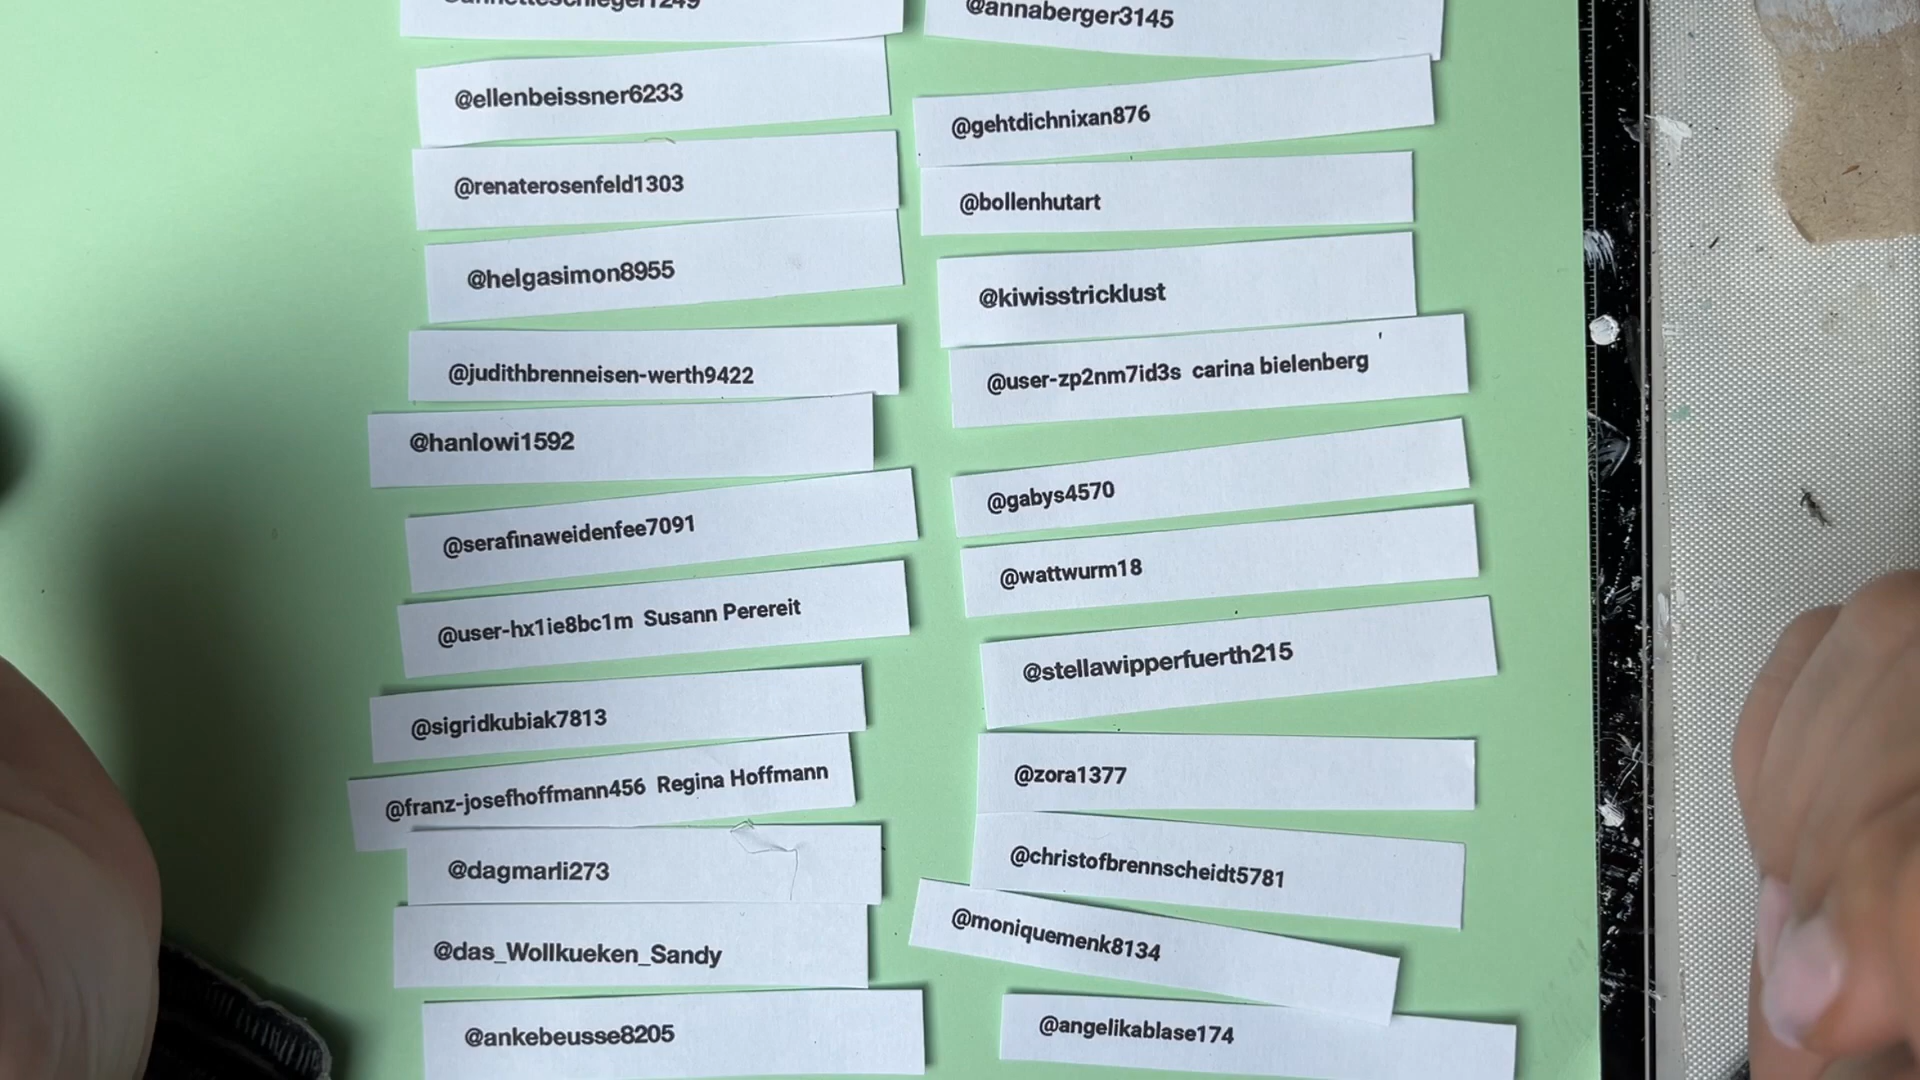 @annetteschlegel1249
@ellenbeissner6233
@renaterosenfeld1303
@helgasimon8955
@judithbrenneisen-werth9422
@hanlowi1592
@serafinaweidenfee7091
@user-hx1ie8bc1m Susann Perereit
@sigridkubiak7813
@franz-josefhoffmann456 Regina Hoffmann
@dagmarli273
@das_Wollkueken_Sandy
@ankebeusse8205
@annaberger3145
@gehtdichnixan876
@bollenhutart
@kiwisstricklust
@user-zp2nm7id3s carina bielenberg
@gabys4570
@wattwurm18
@stellawipperfuerth215
@zora1377
@christofbrennscheidt5781
@moniquemenk8134
@angelikablase174